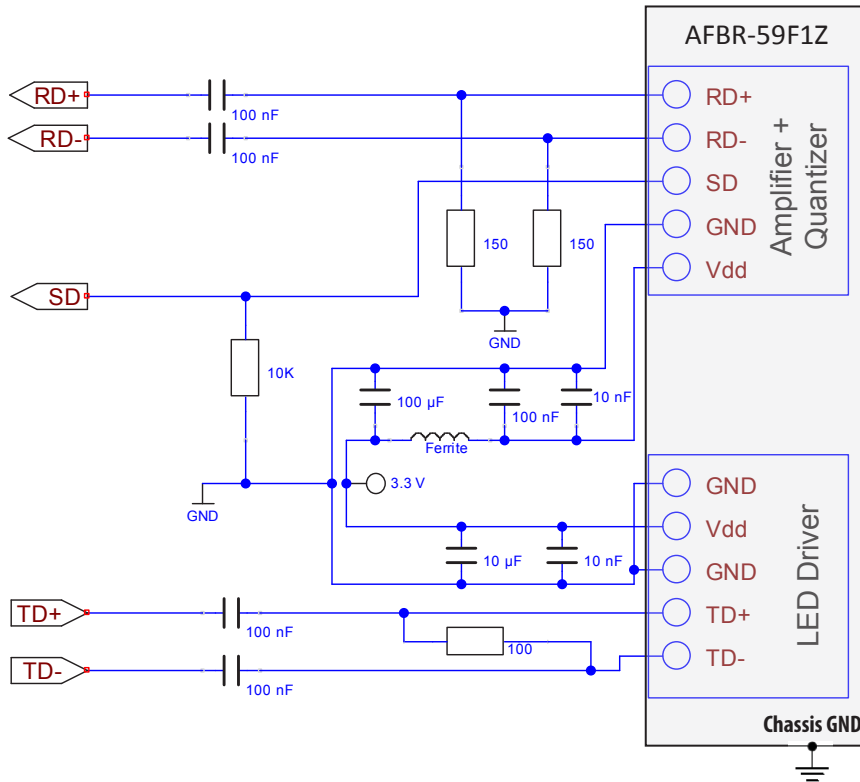 AFBR-59F1Z
RD+
100 nF
RD+
RD-
100 nF
RD-
SD
GND
Vdd
Amplifier +
Quantizer
150
150
GND
SD
10K
100 µF
100 nF
10 nF
Ferrite
3.3 V
GND
GND
Vdd
GND
TD+
TD-
LED Driver
10 µF
10 nF
TD+
100 nF
100
TD-
100 nF
Chassis GND